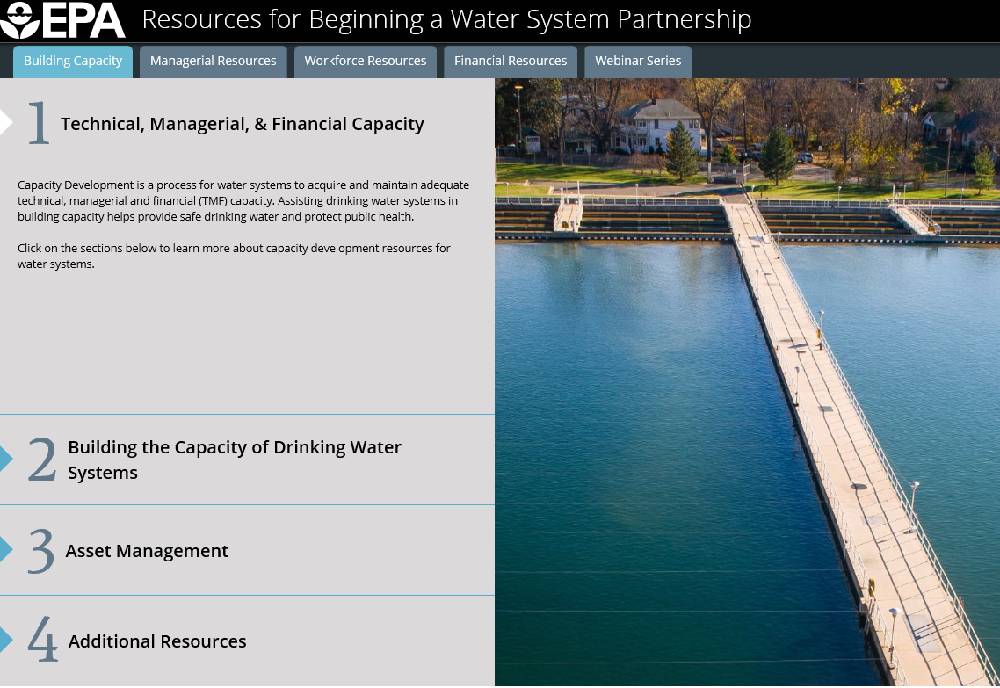 EPA Resources for Beginning a Water System Partnership
Building Capacity Managerial Resources Workforce Resources Financial Resources Webinar Series
1 Technical, Managerial, & Financial Capacity
Capacity Development is a process for water systems to acquire and maintain adequate
technical, managerial and financial (TMF) capacity. Assisting drinking water systems in
building capacity helps provide safe drinking water and protect public health.
Click on the sections below to learn more about capacity development resources for
water systems.
2 Building the Capacity of Drinking Water
Systems
3 Asset Management
4 Additional Resources